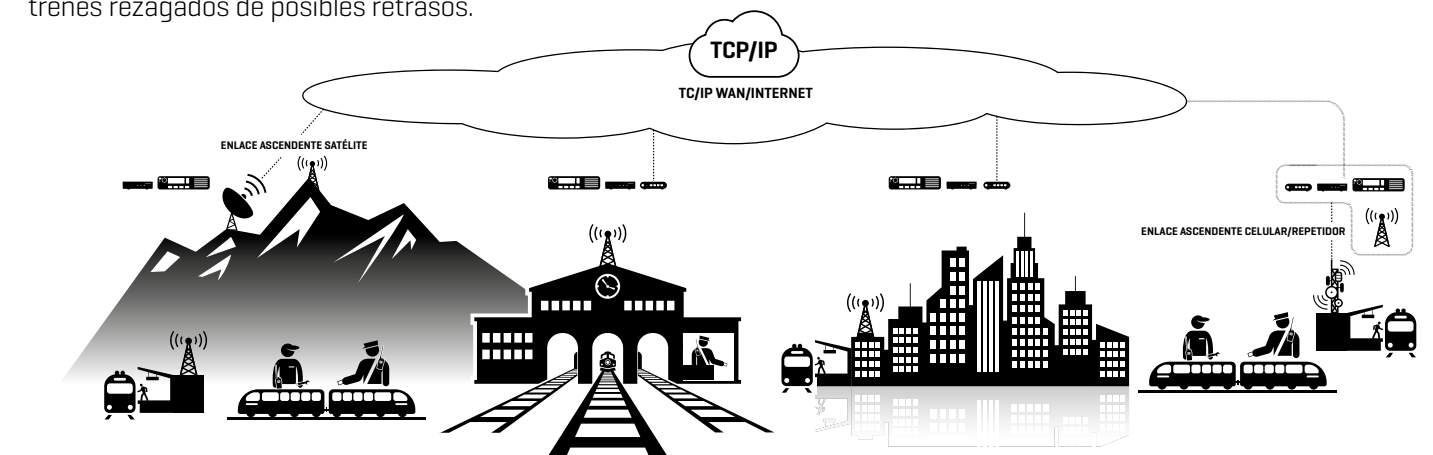 trenes rezagados de posibles retrasos.
TCP/IP
TC/IP WAN/INTERNET
ENLACE ASCENDENTE SATÉLITE
ENLACE ASCENDENTE CELULAR/REPETIDOR